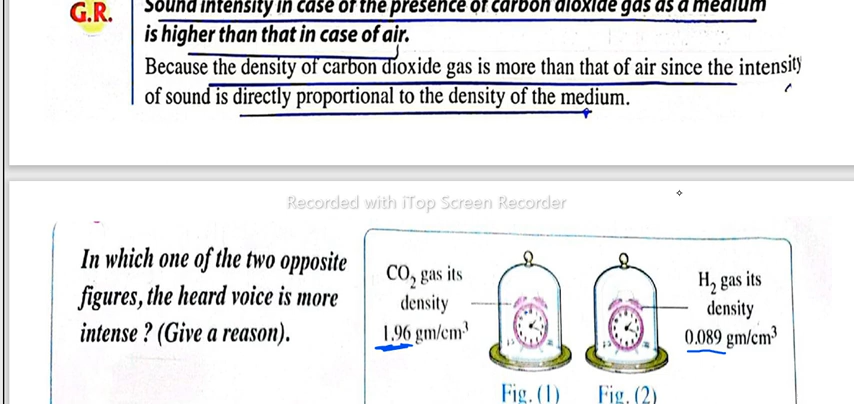 G.R.
Sound intensity in case of the presence of carbon dioxide gas as a medium
is higher than that in case of air.
Because the density of carbon dioxide gas is more than that of air since the intensity
of sound is directly proportional to the density of the medium.
Recorded with iTop Screen Recorder
In which one of the two opposite
figures, the heard voice is more
intense ? (Give a reason).
CO₂ gas its
density
1.96 gm/cm³
H₂ gas its
density
0.089 gm/cm³
Fig. (1)
Fig. (2)